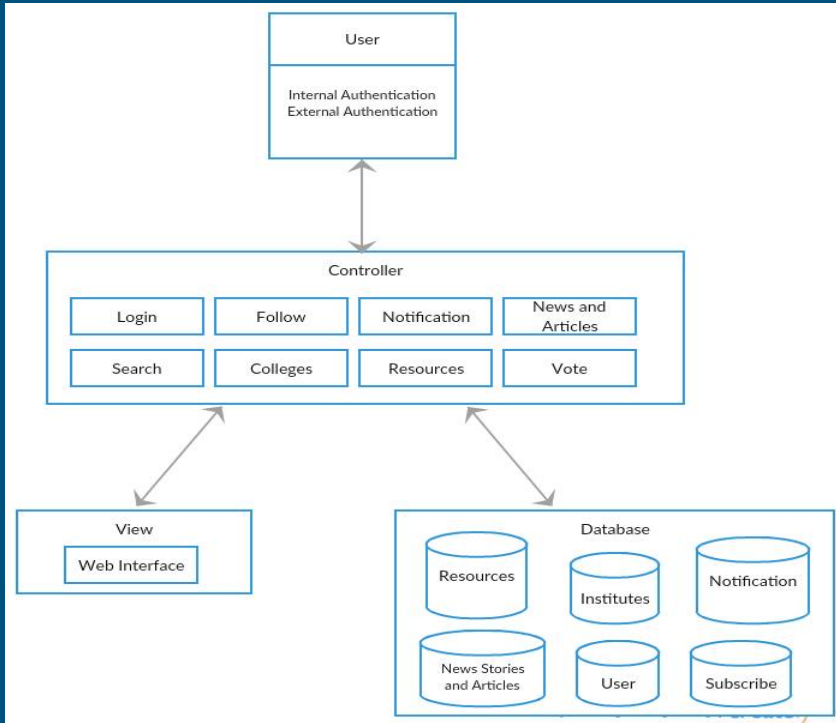 User
Internal Authentication
External Authentication
Controller
Login
Follow
Notification
News and
Articles
Search
Colleges
Resources
Vote
View
Web Interface
Database
Resources
Institutes
Notification
News Stories
and Articles
User
Subscribe